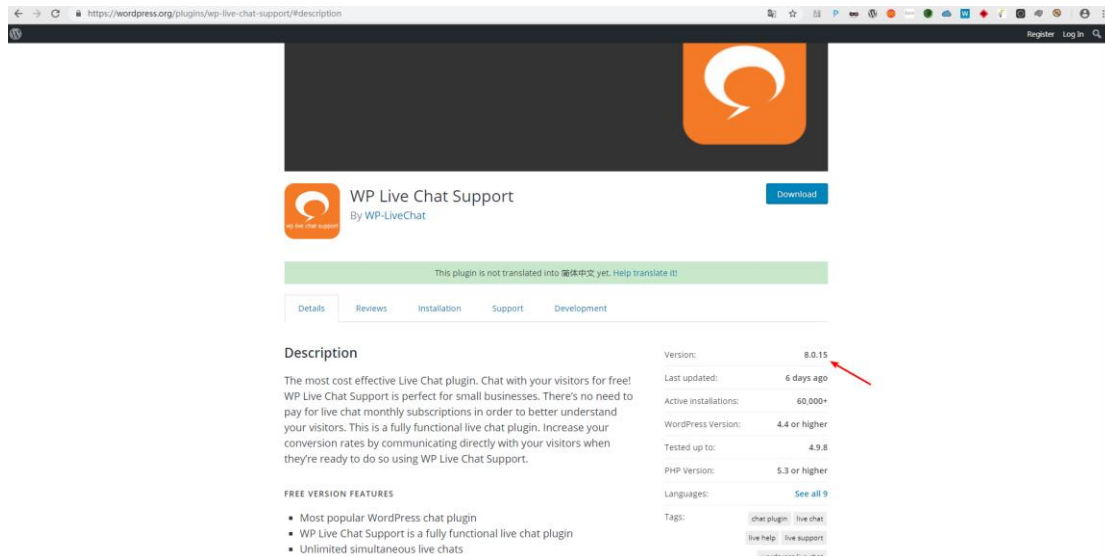 https://wordpress.org/plugins/wp-live-chat-support/#description
Register Log In
WP Live Chat Support
By WP-LiveChat
Download
wp live chat support
This plugin is not translated into 简体中文 yet. Help translate it!
Details Reviews Installation Support Development
Description
The most cost effective Live Chat plugin. Chat with your visitors for free!
WP Live Chat Support is perfect for small businesses. There’s no need to
pay for live chat monthly subscriptions in order to better understand
your visitors. This is a fully functional live chat plugin. Increase your
conversion rates by communicating directly with your visitors when
they’re ready to do so using WP Live Chat Support.
FREE VERSION FEATURES
▪ Most popular WordPress chat plugin
▪ WP Live Chat Support is a fully functional live chat plugin
▪ Unlimited simultaneous live chats
Version: 8.0.15
Last updated: 6 days ago
Active installations: 60,000+
WordPress Version: 4.4 or higher
Tested up to: 4.9.8
PHP Version: 5.3 or higher
Languages: See all 9
Tags: chat plugin live chat
live help live support